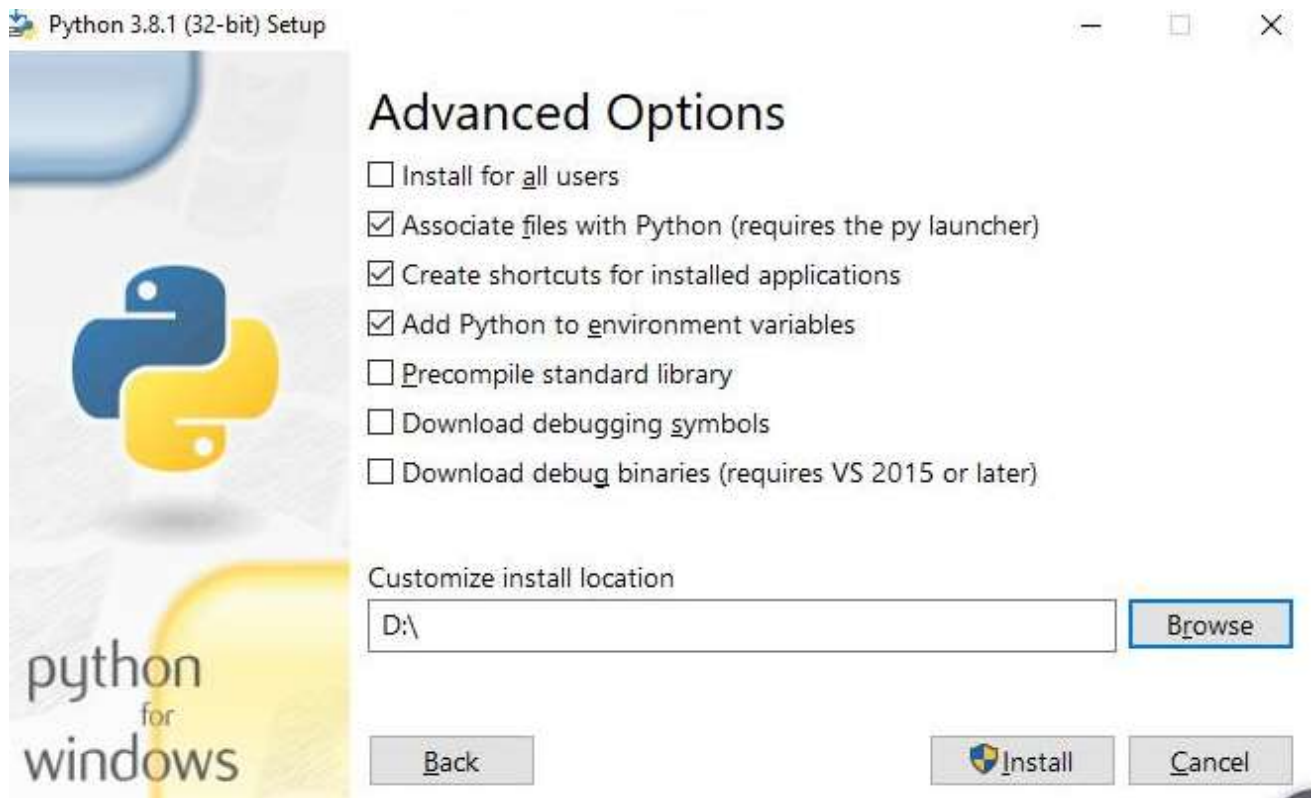 Python 3.8.1 (32-bit) Setup
Advanced Options
Install for all users
Associate files with Python (requires the py launcher)
Create shortcuts for installed applications
Add Python to environment variables
Precompile standard library
Download debugging symbols
Download debug binaries (requires VS 2015 or later)
Customize install location
D:\
Browse
python
for
windows
Back
Install
Cancel